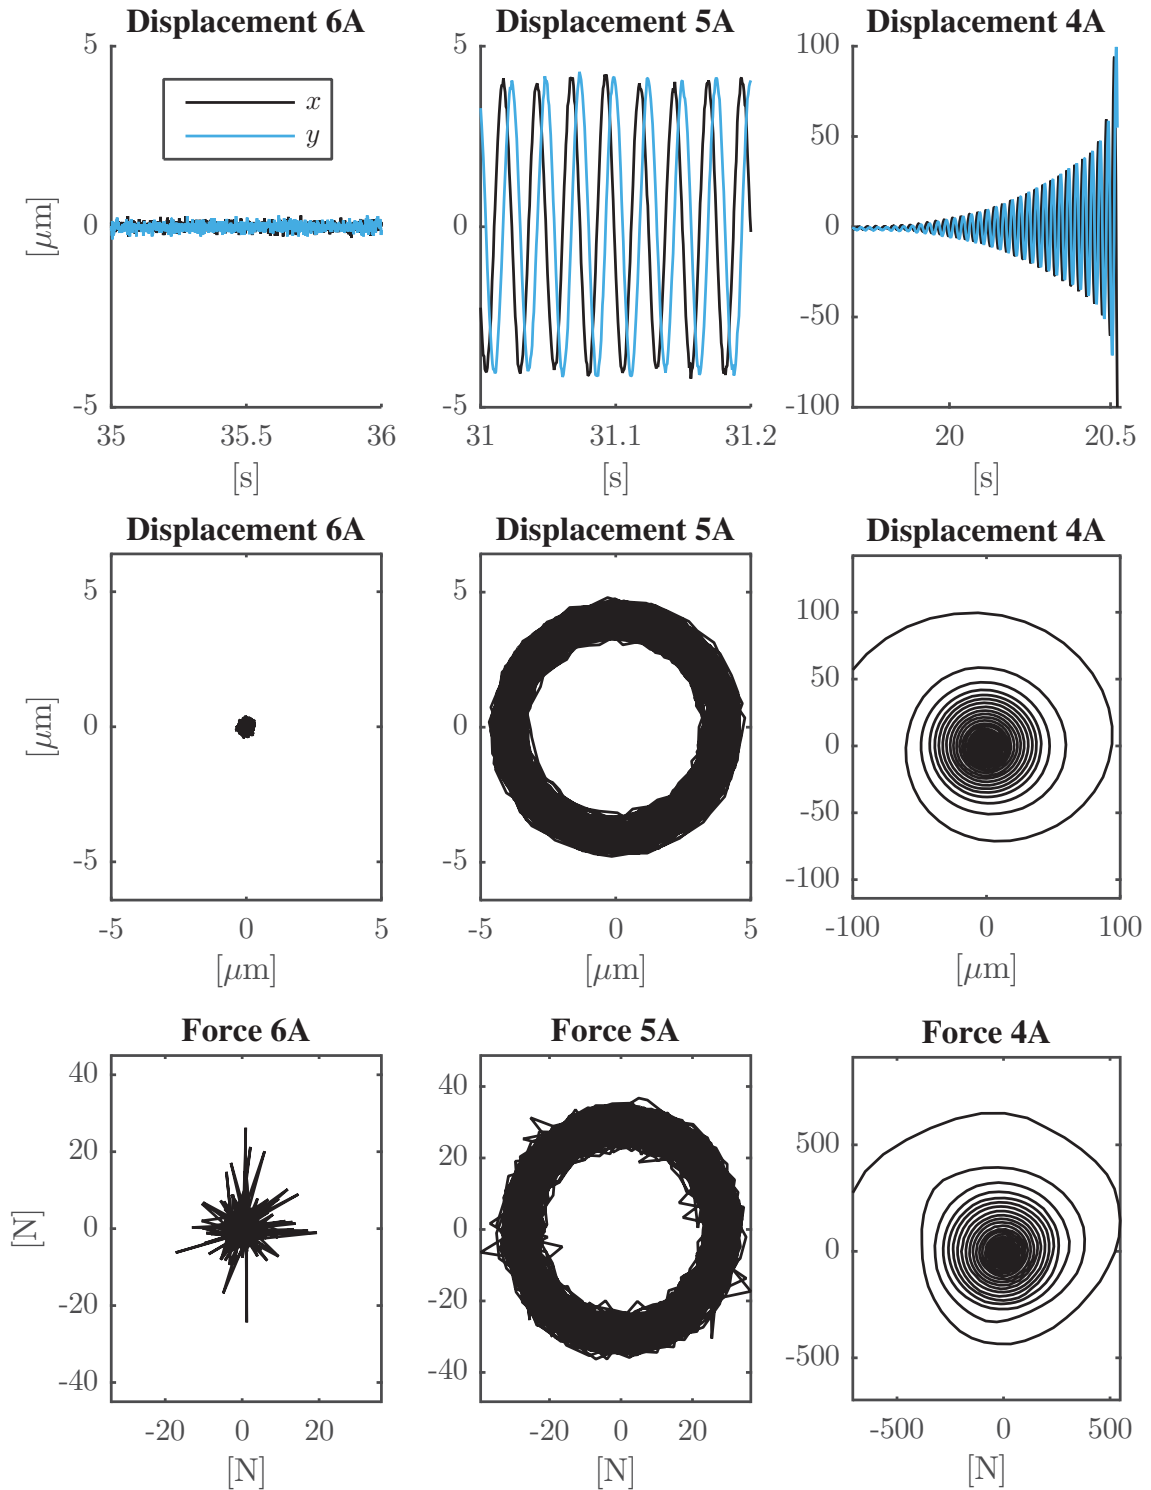 Displacement 6A
Displacement 5A
Displacement 4A
5
0
-5
[μm]
x
y
35
35.5
36
[s]
5
0
-5
31
31.1
31.2
[s]
100
50
0
-50
-100
20
20.5
[s]
Displacement 6A
Displacement 5A
Displacement 4A
5
0
-5
[μm]
-5
0
5
[μm]
5
0
-5
-5
0
5
[μm]
100
50
0
-50
-100
-100
0
100
[μm]
Force 6A
Force 5A
Force 4A
40
20
0
-20
-40
[N]
-20
0
20
[N]
40
20
0
-20
-40
-20
0
20
[N]
500
0
-500
-500
0
500
[N]